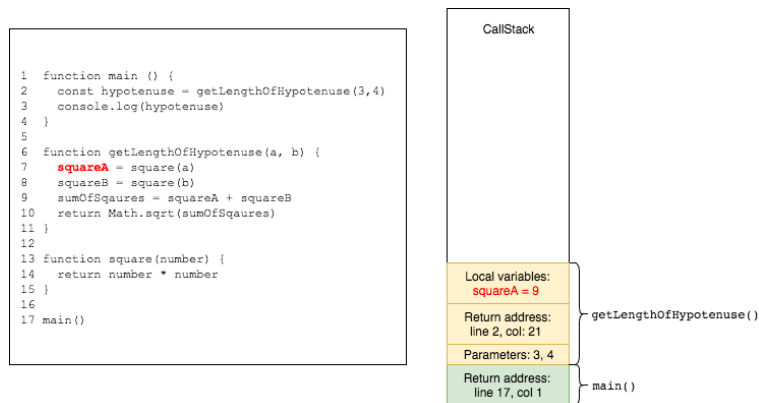 1 function main () {
2   const hypotenuse = getLengthOfHypotenuse(3,4)
3   console.log(hypotenuse)
4 }
5
6 function getLengthOfHypotenuse(a, b) {
7   squareA = square(a)
8   squareB = square(b)
9   sumOfSqaures = squareA + squareB
10   return Math.sqrt(sumOfSqaures)
11 }
12
13 function square(number) {
14   return number * number
15 }
16
17 main()
CallStack
Local variables:
squareA = 9
Return address:
line 2, col: 21
Parameters: 3, 4
getLengthOfHypotenuse()
Return address:
line 17, col 1
main()